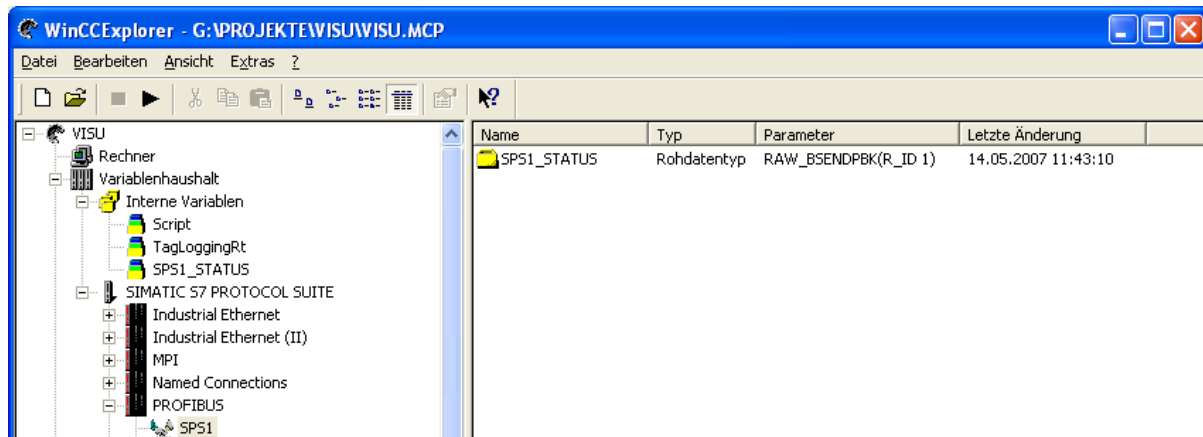 WinCCExplorer - G:\PROJEKTE\VISU\VISU.MCP
Datei Bearbeiten Ansicht Extras ?
VISU
Rechner
Variablenhaushalt
Interne Variablen
Script
TagLoggingRt
SPS1_STATUS
SIMATIC S7 PROTOCOL SUITE
Industrial Ethernet
Industrial Ethernet (II)
MPI
Named Connections
PROFIBUS
SPS1
Name Typ Parameter Letzte Änderung
SPS1_STATUS Rohdatentyp RAW_BSENDPBK(R_ID 1) 14.05.2007 11:43:10